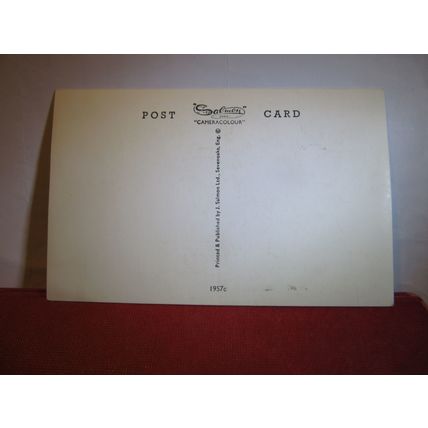 POST "Salmon" CARD
"CAMERACOLOUR"
Printed & Published by J. Salmon Ltd., Sevenoaks, Eng. ©
1957c